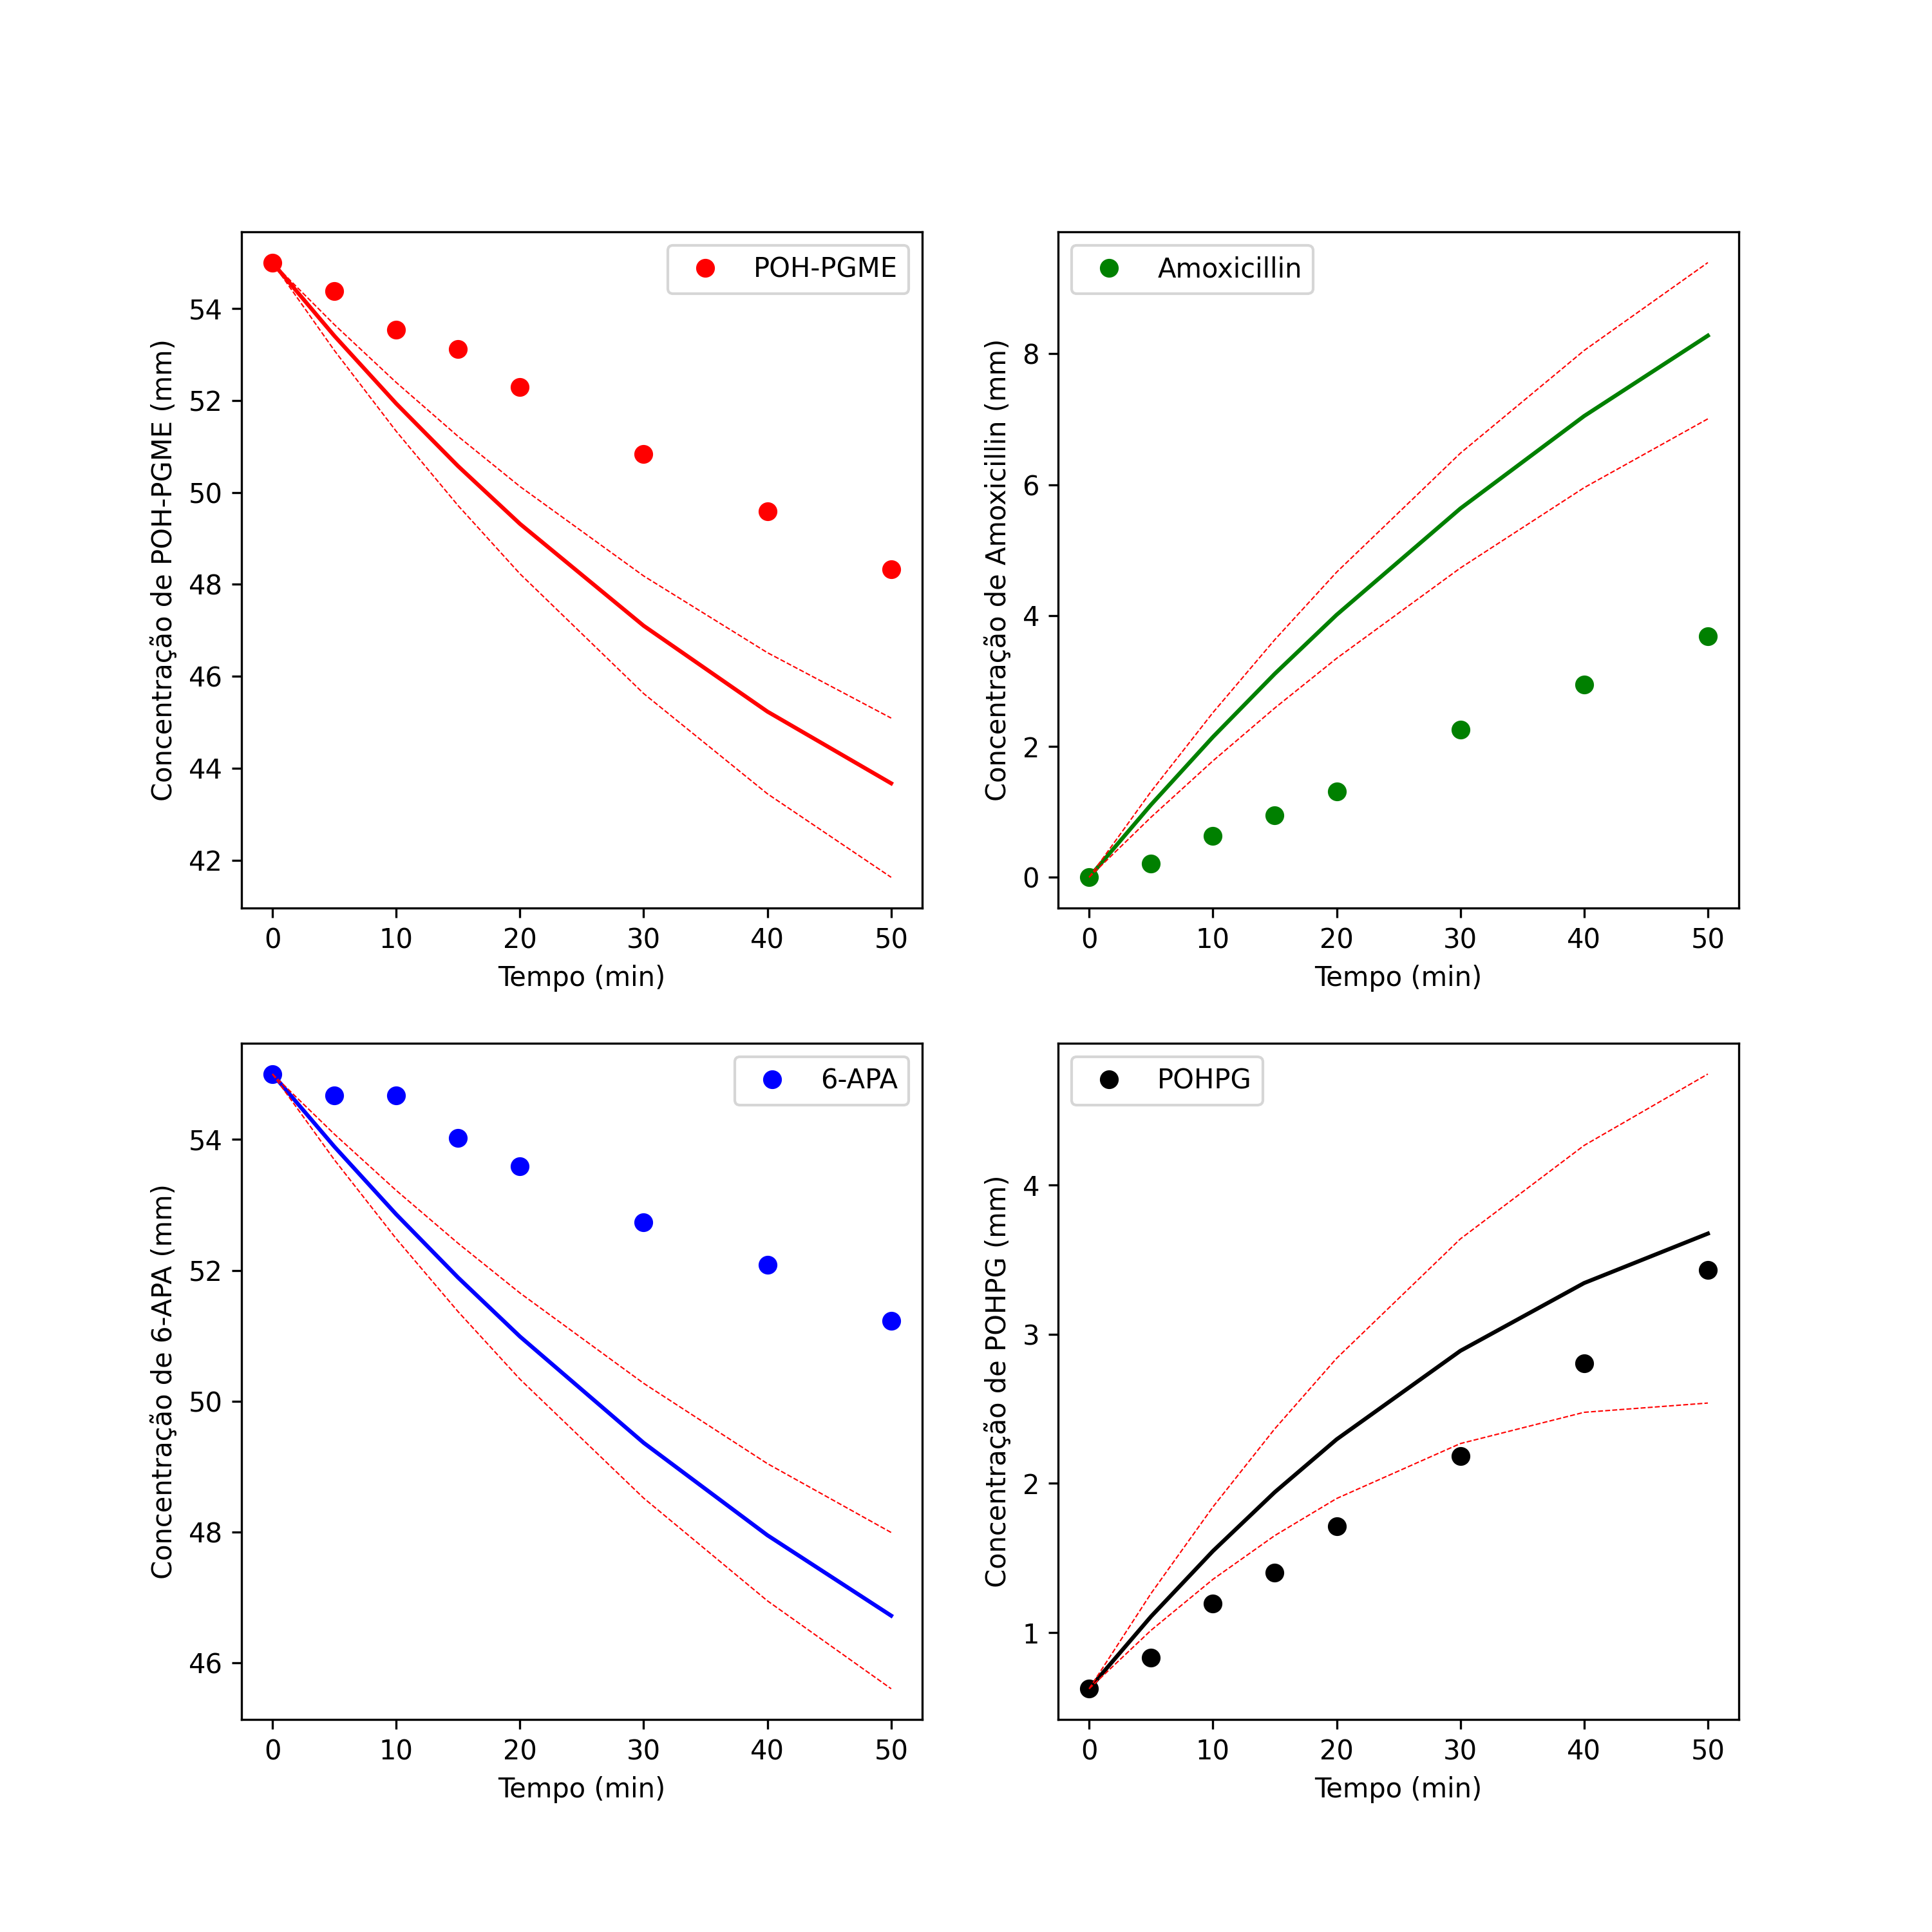 POH-PGME
54
52
50
48
46
44
42
Concentração de POH-PGME (mm)
0 10 20 30 40 50
Tempo (min)
Amoxicillin
8
6
4
2
0
Concentração de Amoxicillin (mm)
0 10 20 30 40 50
Tempo (min)
6-APA
54
52
50
48
46
Concentração de 6-APA (mm)
0 10 20 30 40 50
Tempo (min)
POHPG
4
3
2
1
Concentração de POHPG (mm)
0 10 20 30 40 50
Tempo (min)